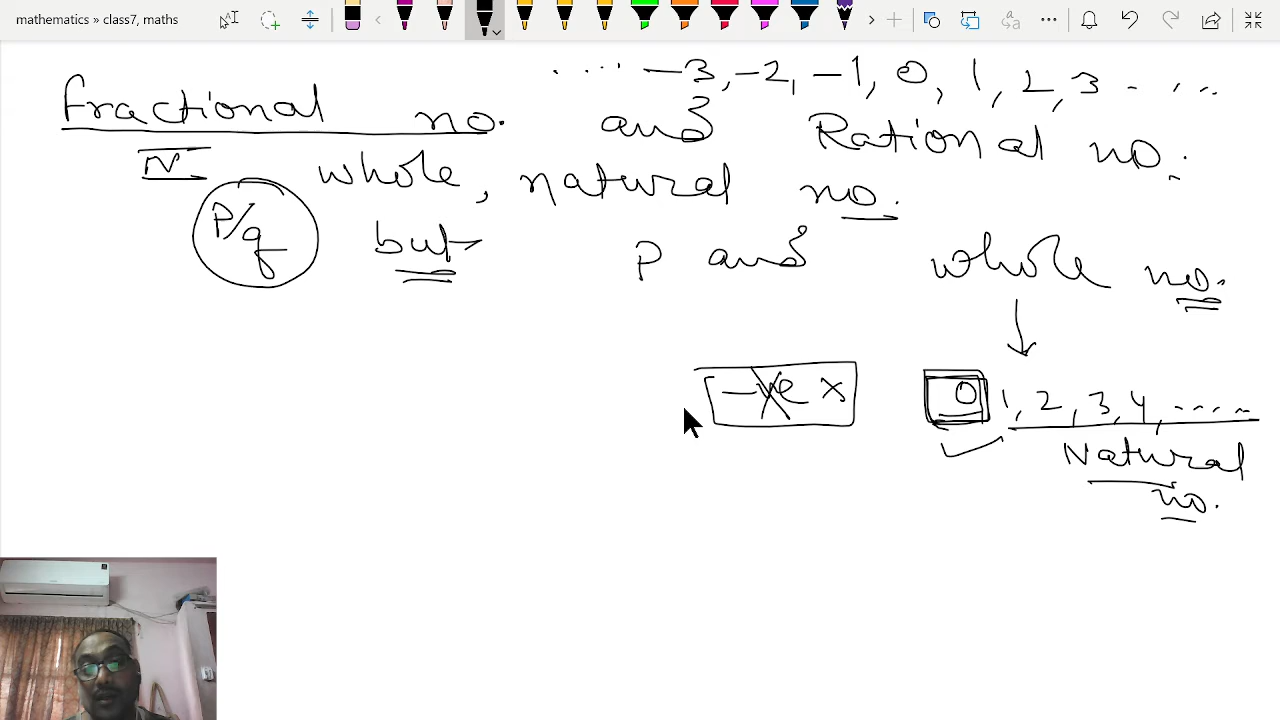 mathematics » class7, maths
.... -3, -2, -1, 0, 1, 2, 3 - ....
fractional no. and Rational no.
N. whole, natural no.
P/q but p and whole no.
-ve x 0 1, 2, 3, 4, .....
Natural
no.